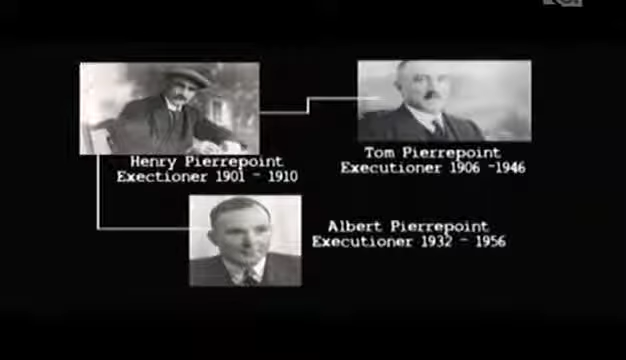 Henry Pierrepoint
Exectioner 1901 - 1910
Tom Pierrepoint
Executioner 1906 -1946
Albert Pierrepoint
Executioner 1932 - 1956